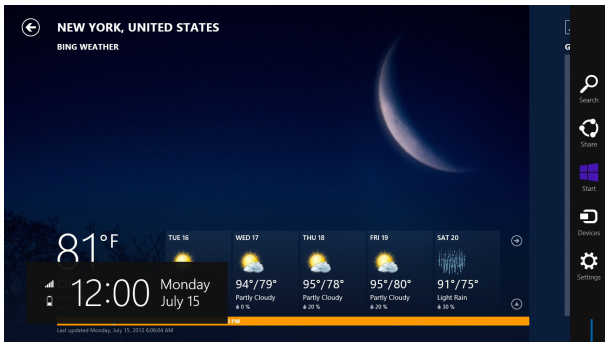 NEW YORK, UNITED STATES
BING WEATHER
G
Search
Share
Start
Devices
Settings
81°F
TUE 16
WED 17
94°/79°
Partly Cloudy
0 %
THU 18
95°/78°
Partly Cloudy
20 %
FRI 19
95°/80°
Partly Cloudy
20 %
SAT 20
91°/75°
Light Rain
30 %
12:00
Monday
July 15
PM
Last updated Monday, July 15, 2013 6:06:04 AM